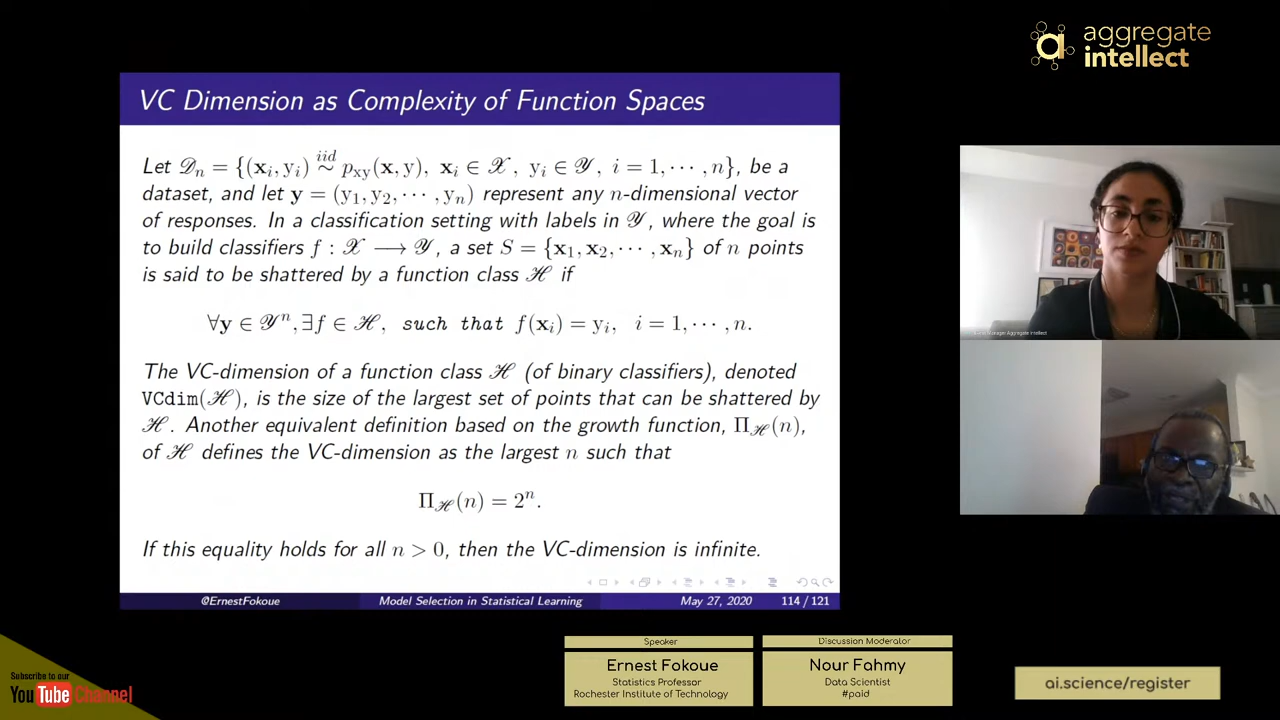 aggregate
intellect
VC Dimension as Complexity of Function Spaces
Let 𝒟ₙ = {(xᵢ, yᵢ) iid ∼ pₓᵧ(x, y), xᵢ ∈ 𝒳, yᵢ ∈ 𝒴, i = 1, ⋯ , n}, be a
dataset, and let y = (y₁, y₂, ⋯ , yₙ) represent any n-dimensional vector
of responses. In a classification setting with labels in 𝒴, where the goal is
to build classifiers f : 𝒳 ⟶ 𝒴, a set S = {x₁, x₂, ⋯ , xₙ} of n points
is said to be shattered by a function class ℋ if
∀y ∈ 𝒴ⁿ, ∃f ∈ ℋ, such that f(xᵢ) = yᵢ, i = 1, ⋯ , n.
The VC-dimension of a function class ℋ (of binary classifiers), denoted
VCdim(ℋ), is the size of the largest set of points that can be shattered by
ℋ. Another equivalent definition based on the growth function, Π_ℋ(n),
of ℋ defines the VC-dimension as the largest n such that
Π_ℋ(n) = 2ⁿ.
If this equality holds for all n > 0, then the VC-dimension is infinite.
@ErnestFokoue Model Selection in Statistical Learning May 27, 2020 114 / 121
Manager Aggregate Intellect
Speaker
Ernest Fokoue
Statistics Professor
Rochester Institute of Technology
Discussion Moderator
Nour Fahmy
Data Scientist
#paid
Subscribe to our
YouTube Channel
ai.science/register